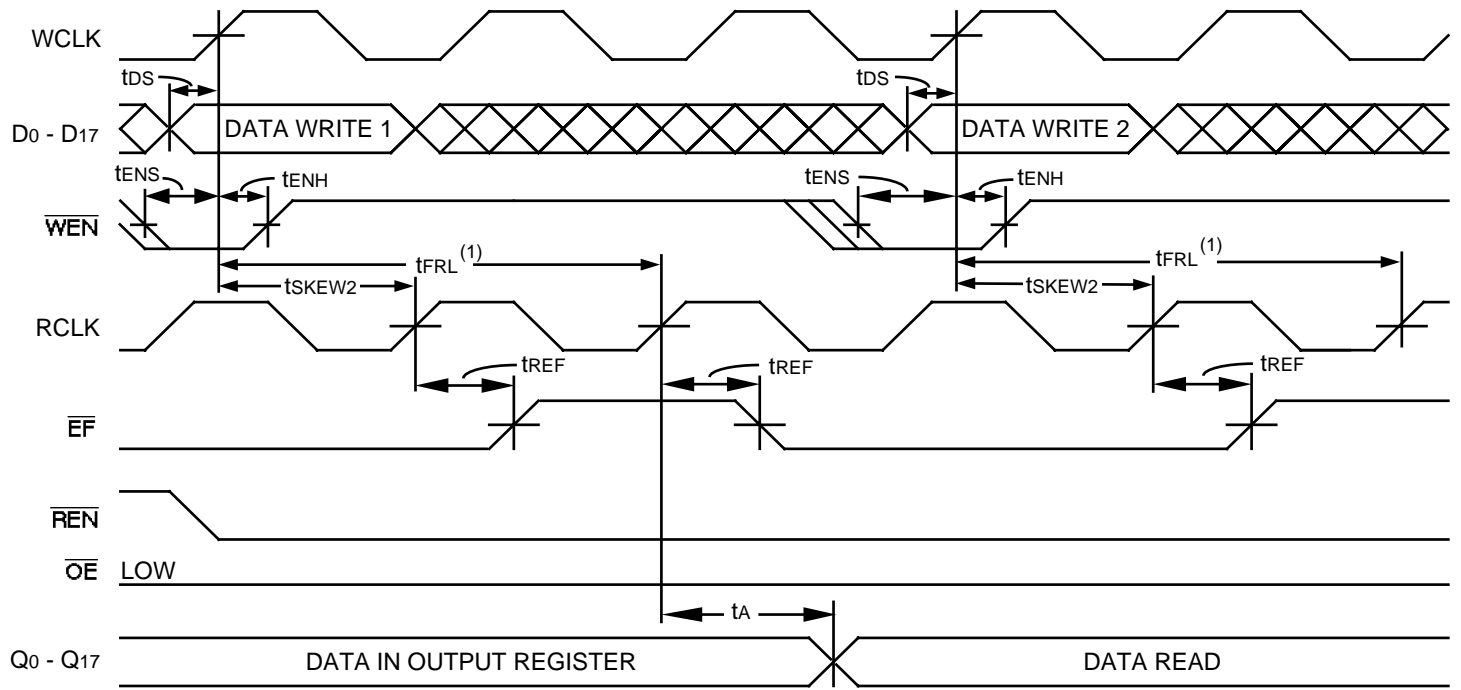 WCLK
tDS tDS
D0 - D17 DATA WRITE 1 DATA WRITE 2
tENS tENH tENS tENH
WEN
tFRL(1) tFRL(1)
tSKEW2 tSKEW2
RCLK
tREF tREF tREF
EF
REN
OE LOW
tA
Q0 - Q17 DATA IN OUTPUT REGISTER DATA READ